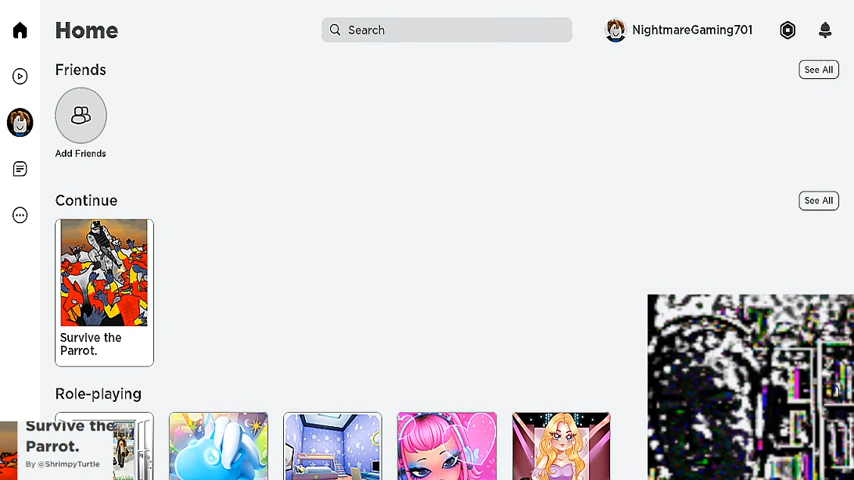 Home
Search
NightmareGaming701
Friends
See All
Add Friends
Continue
See All
Survive the
Parrot.
Role-playing
Survive the
Parrot.
By @ShrimpyTurtle